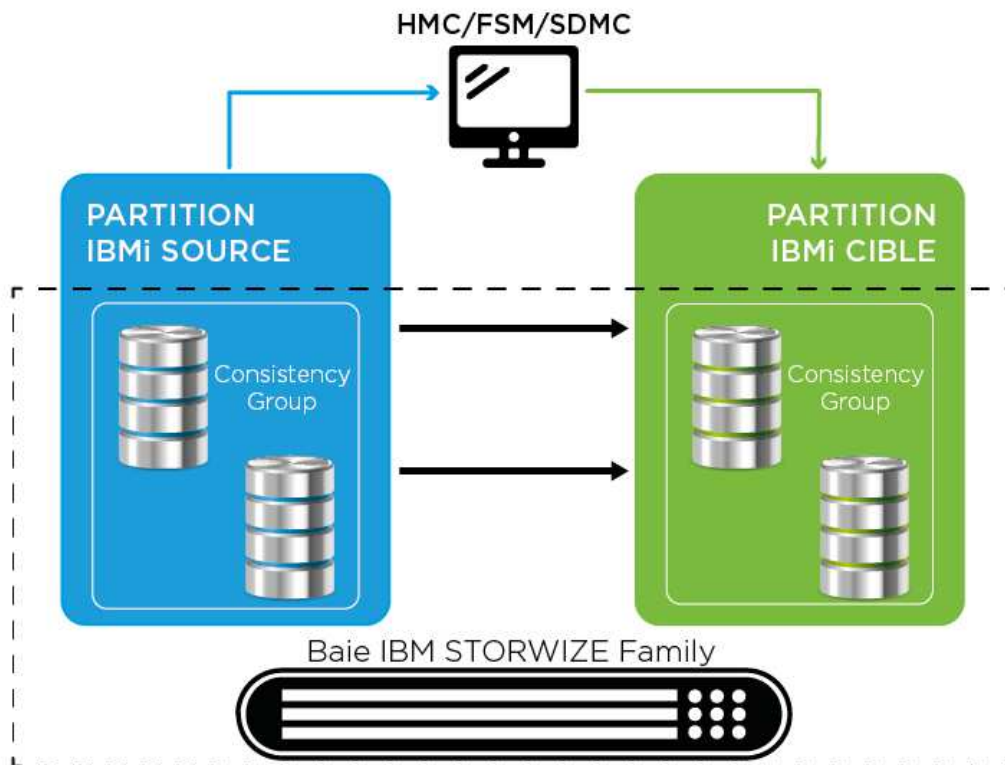 HMC/FSM/SDMC
PARTITION
IBMi SOURCE
PARTITION
IBMi CIBLE
Consistency
Group
Consistency
Group
Baie IBM STORWIZE Family